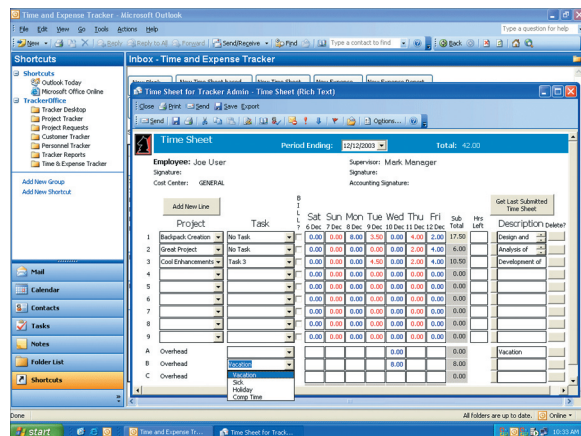 Time and Expense Tracker - Microsoft Outlook
File Edit View Go Tools Actions Help
Type a question for help
New Reply Reply to All Forward Send/Receive Find Type a contact to find Back
Shortcuts
Inbox - Time and Expense Tracker
Shortcuts
Outlook Today
Microsoft Office Online
TrackerOffice
Tracker Desktop
Project Tracker
Project Requests
Customer Tracker
Personnel Tracker
Tracker Reports
Time & Expense Tracker
Add New Group
Add New Shortcut
Mail
Calendar
Contacts
Tasks
Notes
Folder List
Shortcuts
Time Sheet for Tracker Admin - Time Sheet (Rich Text)
Close Print Send Save Export
Send Options...
Time Sheet
Period Ending: 12/12/2003 Total: 42.00
Employee: Joe User Supervisor: Mark Manager
Signature: Signature:
Cost Center: GENERAL Accounting Signature:
Add New Line
Get Last Submitted Time Sheet
Project Task BILL? Sat 6 Dec Sun 7 Dec Mon 8 Dec Tue 9 Dec Wed 10 Dec Thu 11 Dec Fri 12 Dec Sub Total Hrs Left Description Delete?
1 Backpack Creation No Task 0.00 0.00 8.00 3.50 0.00 4.00 2.00 17.50 Design and
2 Great Project No Task 0.00 0.00 0.00 0.00 0.00 2.00 4.00 6.00 Analysis of
3 Cool Enhancements Task 3 0.00 0.00 0.00 4.50 0.00 2.00 4.00 10.50 Development of
4 0.00 0.00 0.00 0.00 0.00 0.00 0.00 0.00
5 0.00 0.00 0.00 0.00 0.00 0.00 0.00 0.00
6 0.00 0.00 0.00 0.00 0.00 0.00 0.00 0.00
7 0.00 0.00 0.00 0.00 0.00 0.00 0.00 0.00
8 0.00 0.00 0.00 0.00 0.00 0.00 0.00 0.00
9 0.00 0.00 0.00 0.00 0.00 0.00 0.00 0.00
A Overhead 0.00 0.00 Vacation
B Overhead Vacation 8.00 8.00
C Overhead 0.00
Vacation
Sick
Holiday
Comp Time
Done
All folders are up to date. Online
start Time and Expense Tr... Time Sheet for Track... 10:33 AM